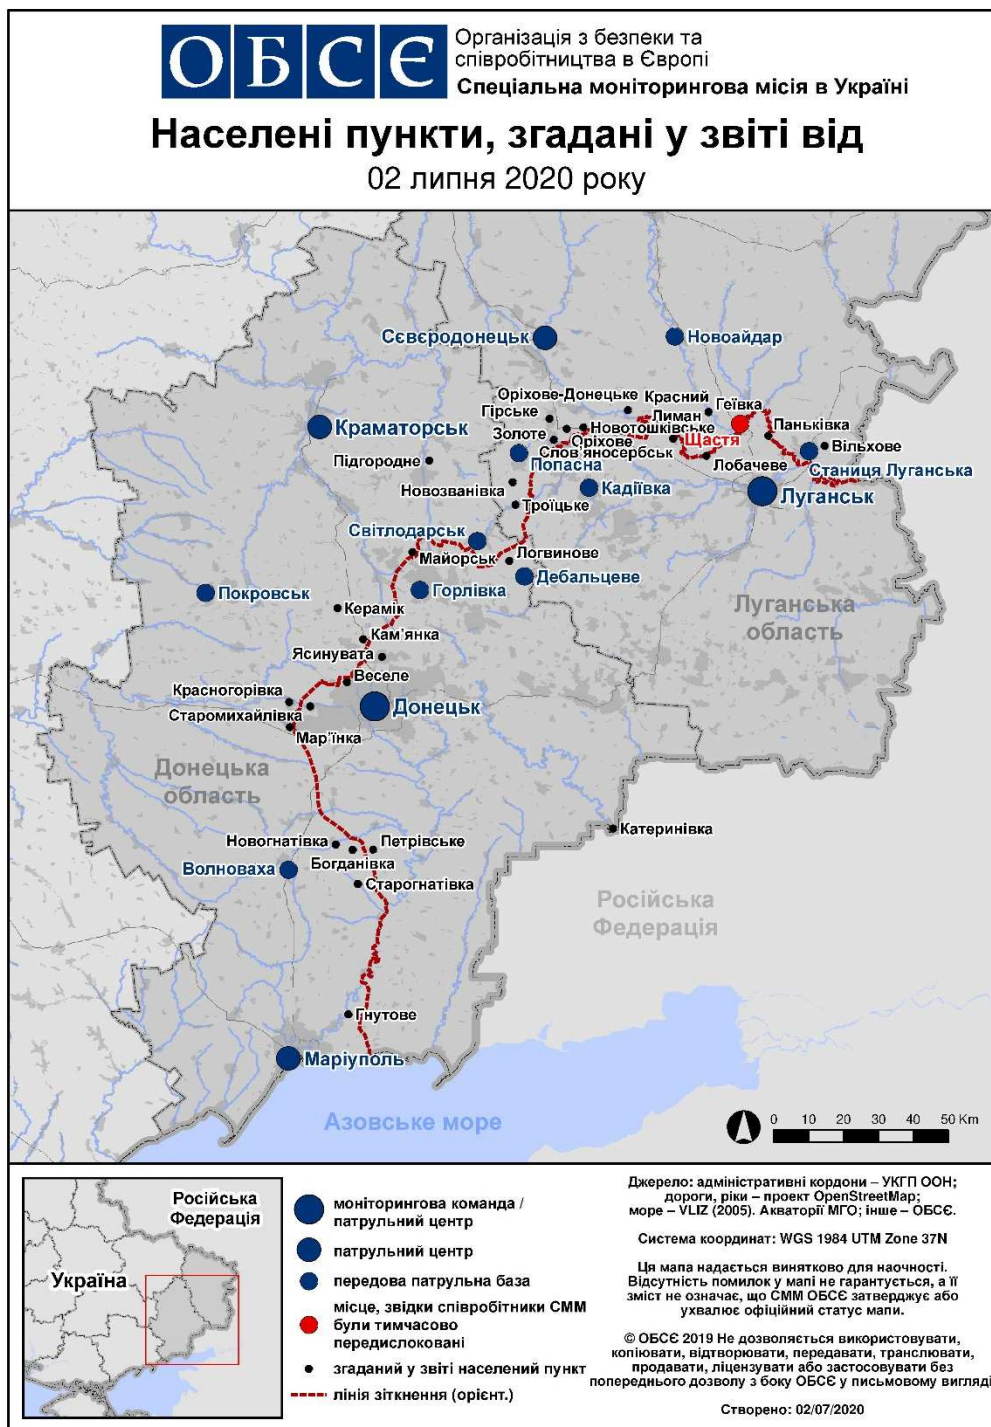 ОБСЄ
Організація з безпеки та
співробітництва в Європі
Спеціальна моніторингова місія в Україні
Населені пункти, згадані у звіті від
02 липня 2020 року
Сєвєродонецьк
Новоайдар
Оріхове-Донецьке
Красний
Лиман
Геївка
Гірське
Новотошківське
Паньківка
Золоте
Оріхове
Щастя
Вільхове
Слов'яносербськ
Краматорськ
Попасна
Лобачеве
Станиця Луганська
Підгородне
Новозванівка
Кадіївка
Луганськ
Троїцьке
Світлодарськ
Майорськ
Логвинове
Дебальцеве
Покровськ
Горлівка
Керамік
Луганська
область
Кам'янка
Ясинувата
Веселе
Красногорівка
Донецьк
Старомихайлівка
Мар'їнка
Донецька
область
Катеринівка
Новогнатівка
Петрівське
Богданівка
Волноваха
Старогнатівка
Російська
Федерація
Гнутове
Маріуполь
Азовське море
0 10 20 30 40 50 Km
Російська
Федерація
Україна
моніторингова команда /
патрульний центр
патрульний центр
передова патрульна база
місце, звідки співробітники СММ
були тимчасово
передислоковані
згаданий у звіті населений пункт
лінія зіткнення (орієнт.)
Джерело: адміністративні кордони – УКГП ООН;
дороги, ріки – проект OpenStreetMap;
море – VLIZ (2005). Акваторії МГО; інше – ОБСЄ.
Система координат: WGS 1984 UTM Zone 37N
Ця мапа надається винятково для наочності.
Відсутність помилок у мапі не гарантується, а її
зміст не означає, що СММ ОБСЄ затверджує або
ухвалює офіційний статус мапи.
© ОБСЄ 2019 Не дозволяється використовувати,
копіювати, відтворювати, передавати, транслювати,
продавати, ліцензувати або застосовувати без
попереднього дозволу з боку ОБСЄ у письмовому вигляді
Створено: 02/07/2020